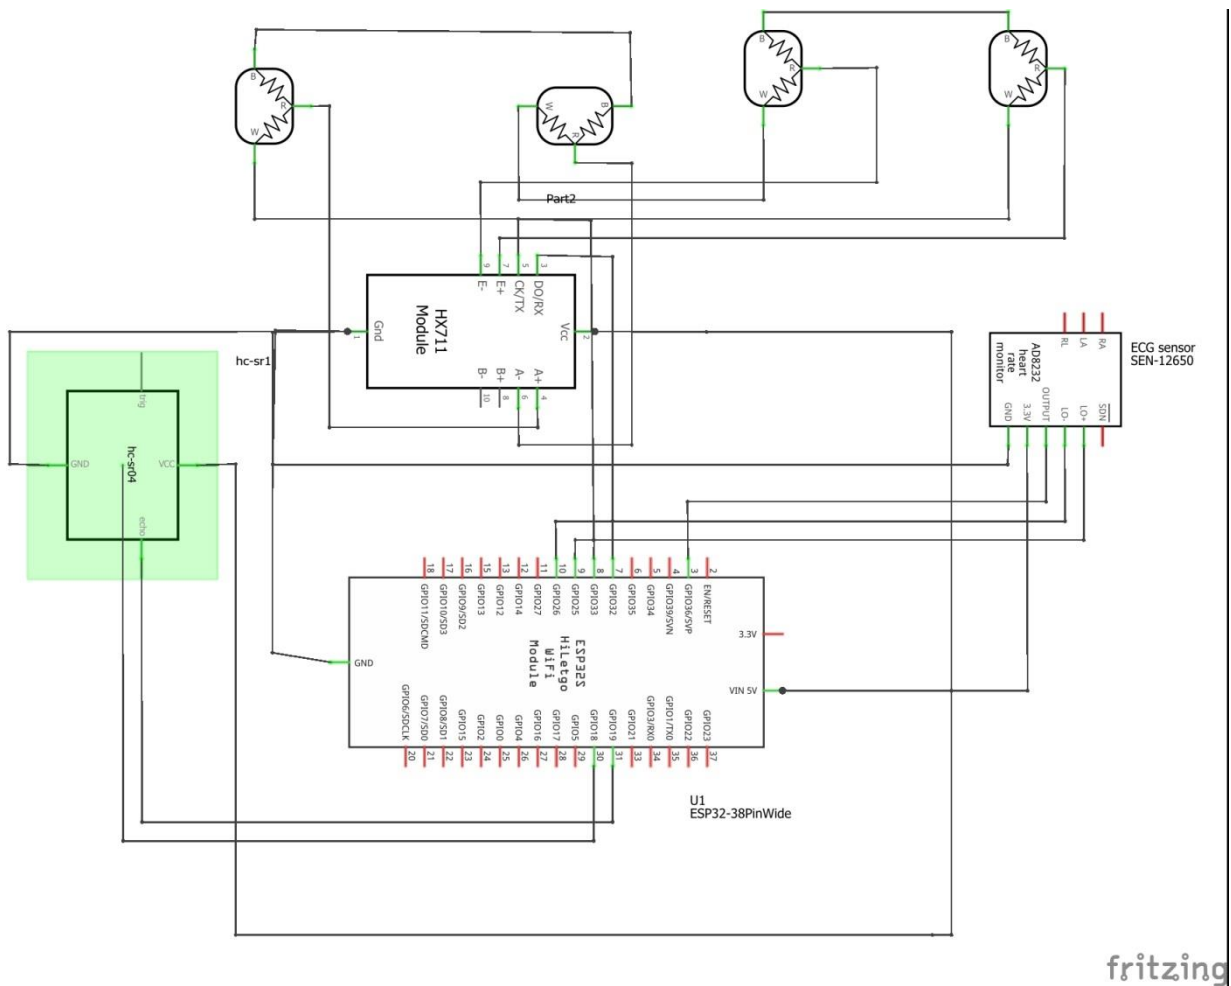 B
R
W
W
B
R
B
R
W
B
R
W
Part2
9
7
5
3
E-
E+
CK/TX
DO/RX
HX711
Module
Gnd
1
Vcc
2
B-
B+
A-
A+
10
8
6
4
hc-sr1
trig
hc-sr04
GND
VCC
echo
RL
LA
RA
AD8232
heart
rate
monitor
GND
3.3V
OUTPUT
LO-
LO+
SDN
ECG sensor
SEN-12650
18
17
16
15
13
12
14
11
10
9
8
7
6
5
4
3
2
GPIO11/SDCMD
GPIO10/SD3
GPIO9/SD2
GPIO13
GPIO12
GPIO14
GPIO27
GPIO26
GPIO25
GPIO33
GPIO32
GPIO35
GPIO34
GPIO39/SVN
GPIO36/SVP
EN/RESET
3.3V
ESP32S
HiLetgo
WiFi
Module
GND
VIN 5V
GPIO6/SDCLK
GPIO7/SD0
GPIO8/SD1
GPIO15
GPIO2
GPIO0
GPIO4
GPIO16
GPIO17
GPIO5
GPIO18
GPIO19
GPIO21
GPIO3/RX0
GPIO1/TX0
GPIO22
GPIO23
20
21
22
23
24
25
26
27
28
29
30
31
33
34
35
36
37
U1
ESP32-38PinWide
fritzing